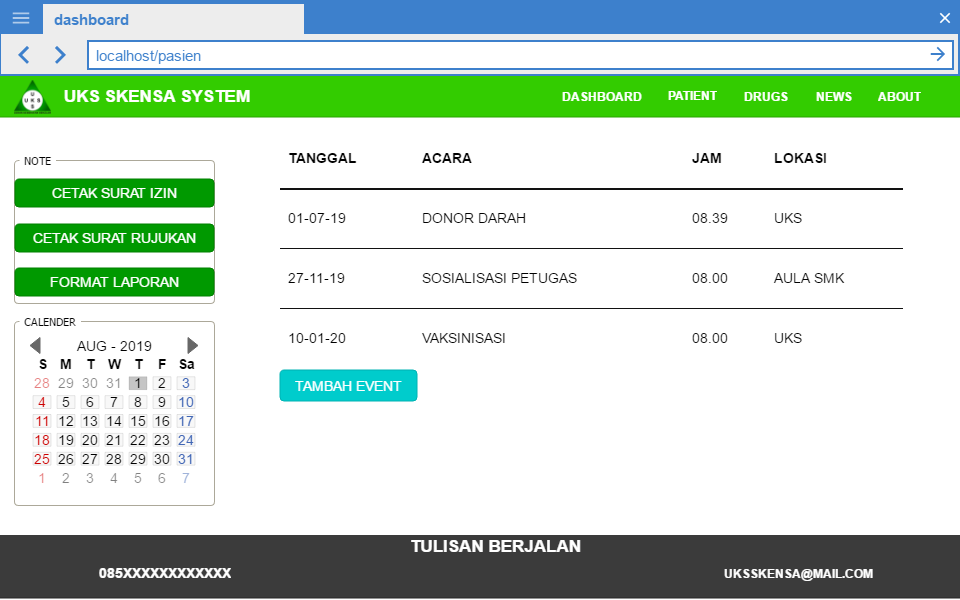 dashboard
localhost/pasien
UKS
UKS SKENSA SYSTEM
DASHBOARD PATIENT DRUGS NEWS ABOUT
NOTE
CETAK SURAT IZIN
CETAK SURAT RUJUKAN
FORMAT LAPORAN
CALENDER
AUG - 2019
S M T W T F Sa
28 29 30 31 1 2 3
4 5 6 7 8 9 10
11 12 13 14 15 16 17
18 19 20 21 22 23 24
25 26 27 28 29 30 31
1 2 3 4 5 6 7
TANGGAL ACARA JAM LOKASI
01-07-19 DONOR DARAH 08.39 UKS
27-11-19 SOSIALISASI PETUGAS 08.00 AULA SMK
10-01-20 VAKSINISASI 08.00 UKS
TAMBAH EVENT
TULISAN BERJALAN
085XXXXXXXXXXXX UKSSKENSA@MAIL.COM